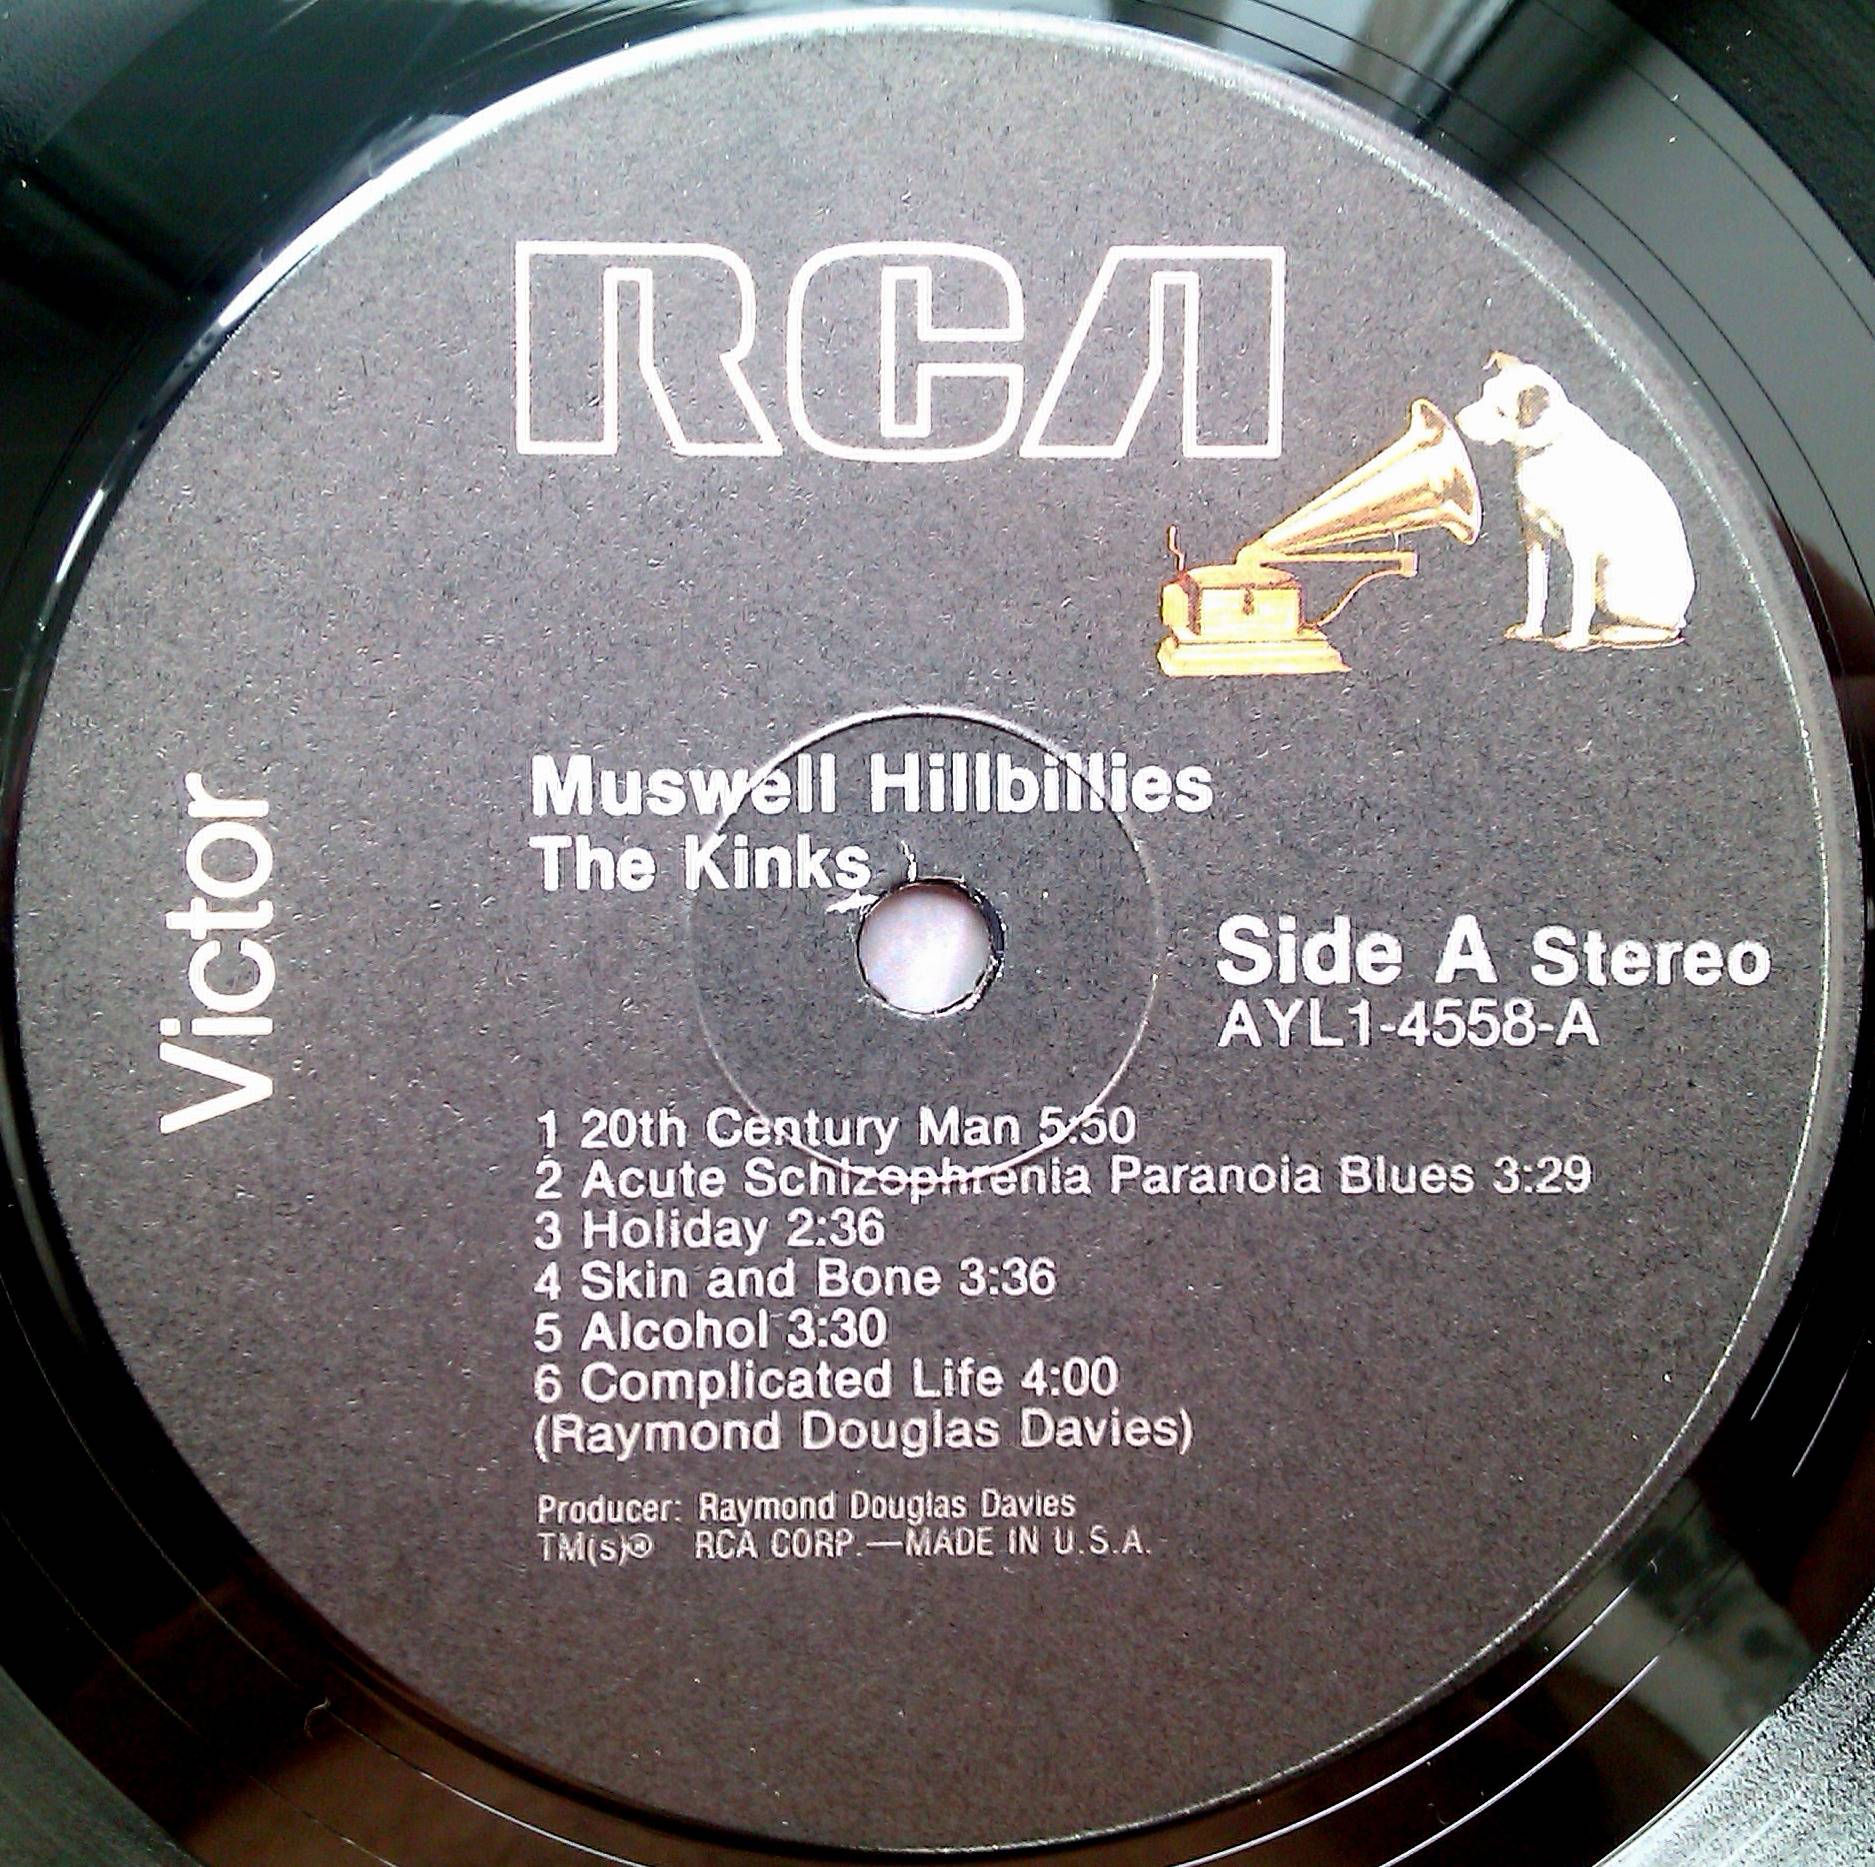 RCA
Victor
Muswell Hillbillies
The Kinks
Side A Stereo
AYL1-4558-A
1 20th Century Man 5:50
2 Acute Schizophrenia Paranoia Blues 3:29
3 Holiday 2:36
4 Skin and Bone 3:36
5 Alcohol 3:30
6 Complicated Life 4:00
(Raymond Douglas Davies)
Producer: Raymond Douglas Davies
TM(s)® RCA CORP.—MADE IN U.S.A.